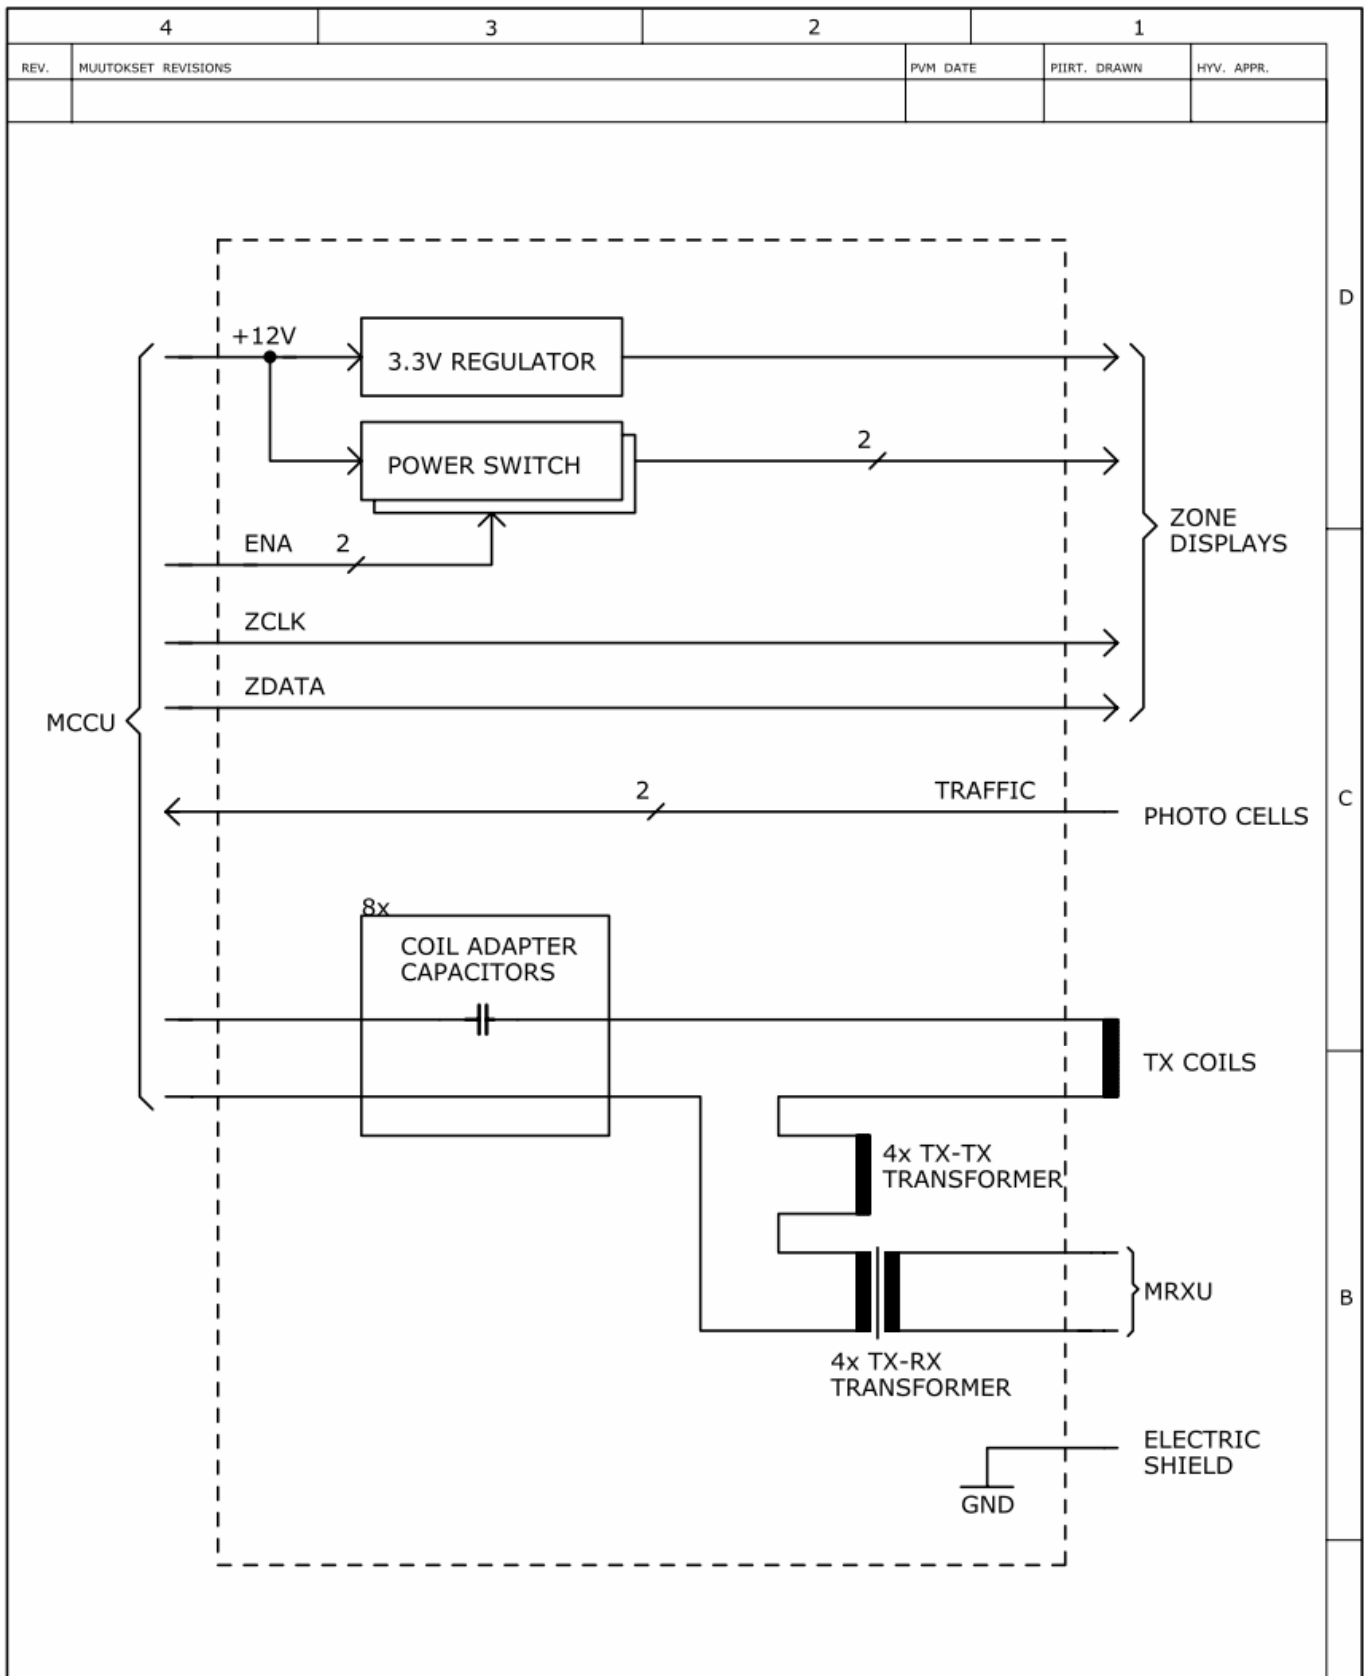 4 3 2 1
REV. MUUTOKSET REVISIONS PVM DATE PIIRT. DRAWN HYV. APPR.
D
+12V
3.3V REGULATOR
2
POWER SWITCH
ZONE
DISPLAYS
ENA 2
ZCLK
ZDATA
MCCU
2 TRAFFIC
C
PHOTO CELLS
8x
COIL ADAPTER
CAPACITORS
TX COILS
4x TX-TX
TRANSFORMER
MRXU
B
4x TX-RX
TRANSFORMER
ELECTRIC
SHIELD
GND